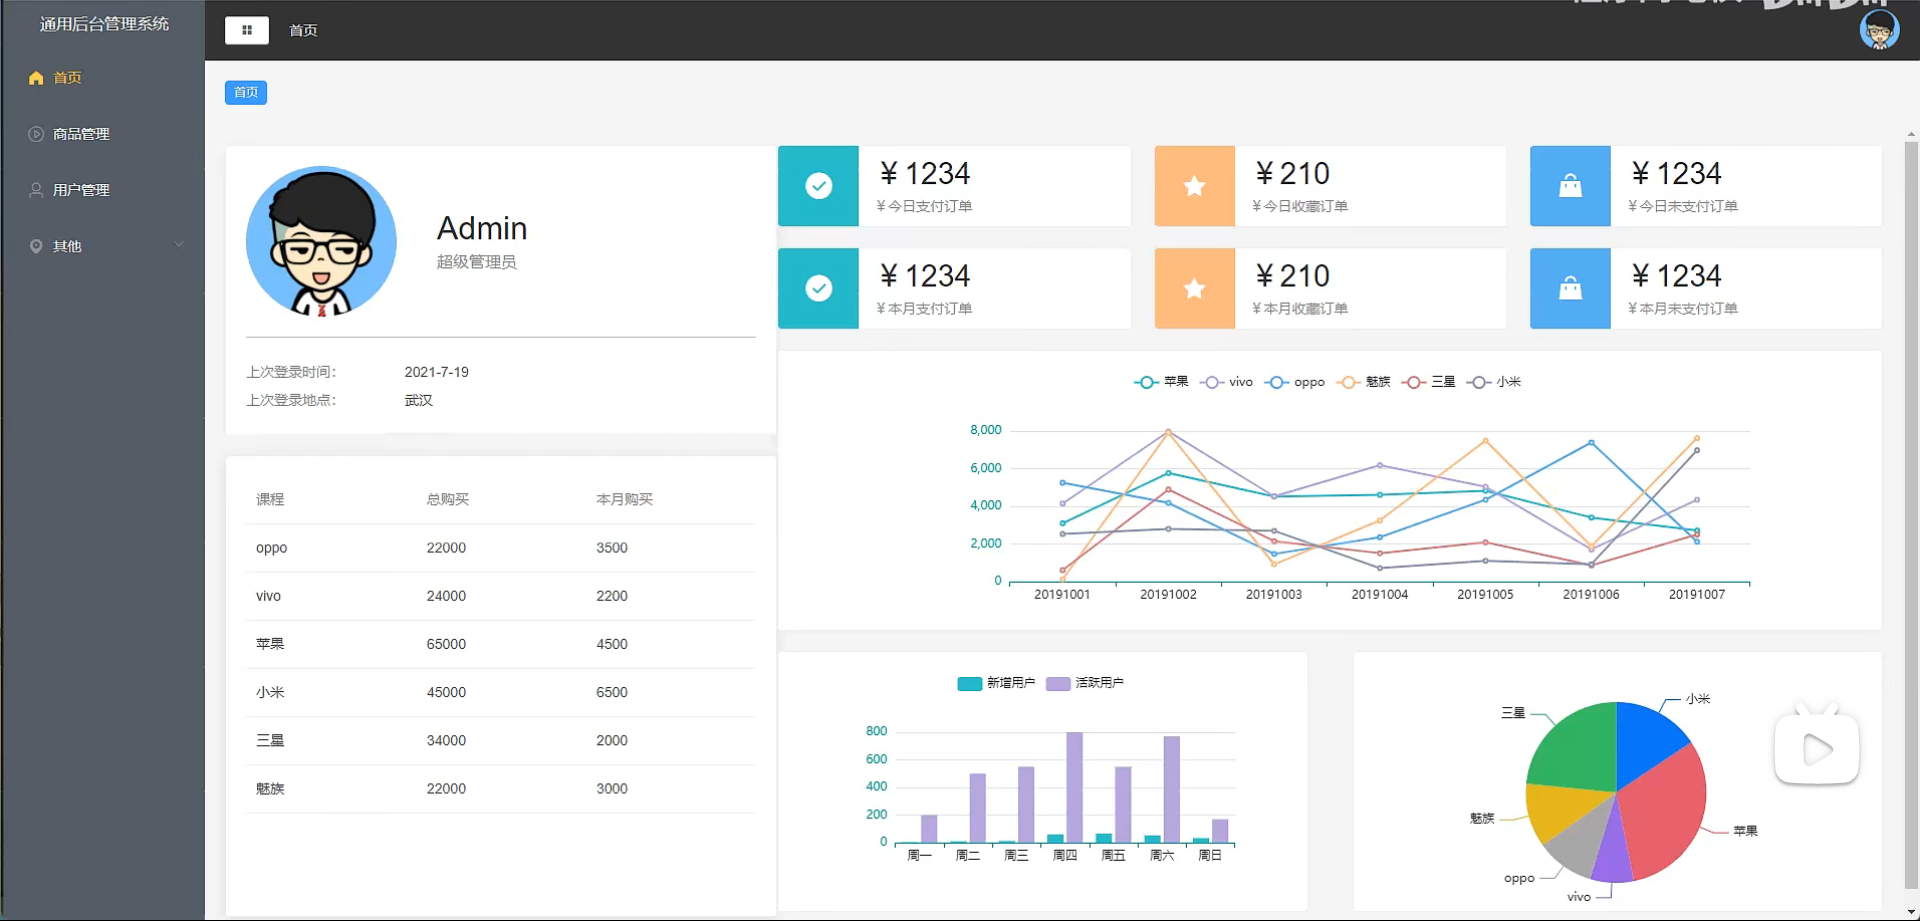 通用后台管理系统
首页
首页
商品管理
用户管理
其他
首页
Admin
超级管理员
上次登录时间： 2021-7-19
上次登录地点： 武汉
¥ 1234
¥ 今日支付订单
¥ 210
¥ 今日收藏订单
¥ 1234
¥ 今日未支付订单
¥ 1234
¥ 本月支付订单
¥ 210
¥ 本月收藏订单
¥ 1234
¥ 本月未支付订单
课程 总购买 本月购买
oppo 22000 3500
vivo 24000 2200
苹果 65000 4500
小米 45000 6500
三星 34000 2000
魅族 22000 3000
苹果 vivo oppo 魅族 三星 小米
8,000
6,000
4,000
2,000
0
20191001 20191002 20191003 20191004 20191005 20191006 20191007
新增用户 活跃用户
800
600
400
200
0
周一 周二 周三 周四 周五 周六 周日
小米
三星
魅族
苹果
oppo
vivo